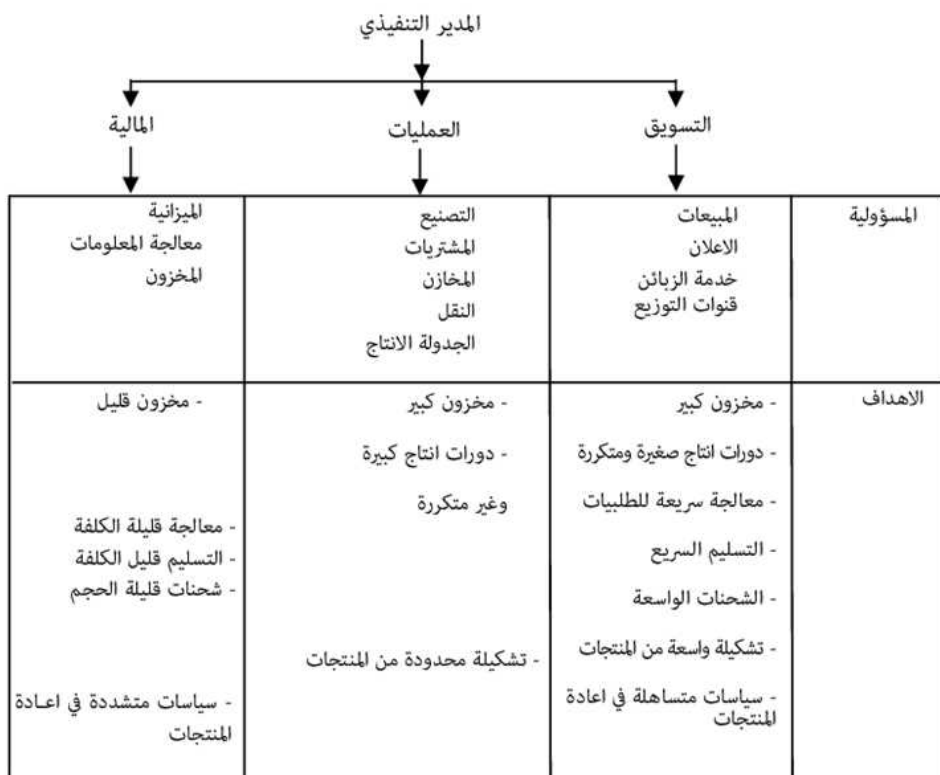 المدير التنفيذي
التسويق
العمليات
المالية
المسؤولية
المبيعات
الاعلان
خدمة الزبائن
قنوات التوزيع
التصنيع
المشتريات
المخازن
النقل
الجدولة الانتاج
الميزانية
معالجة المعلومات
المخزون
الاهداف
- مخزون كبير
- دورات انتاج صغيرة ومتكررة
- معالجة سريعة للطلبيات
- التسليم السريع
- الشحنات الواسعة
- تشكيلة واسعة من المنتجات
- سياسات متساهلة في اعادة
المنتجات
- مخزون كبير
- دورات انتاج كبيرة
وغير متكررة
- تشكيلة محدودة من المنتجات
- مخزون قليل
- معالجة قليلة الكلفة
- التسليم قليل الكلفة
- شحنات قليلة الحجم
- سياسات متشددة في اعـادة
المنتجات